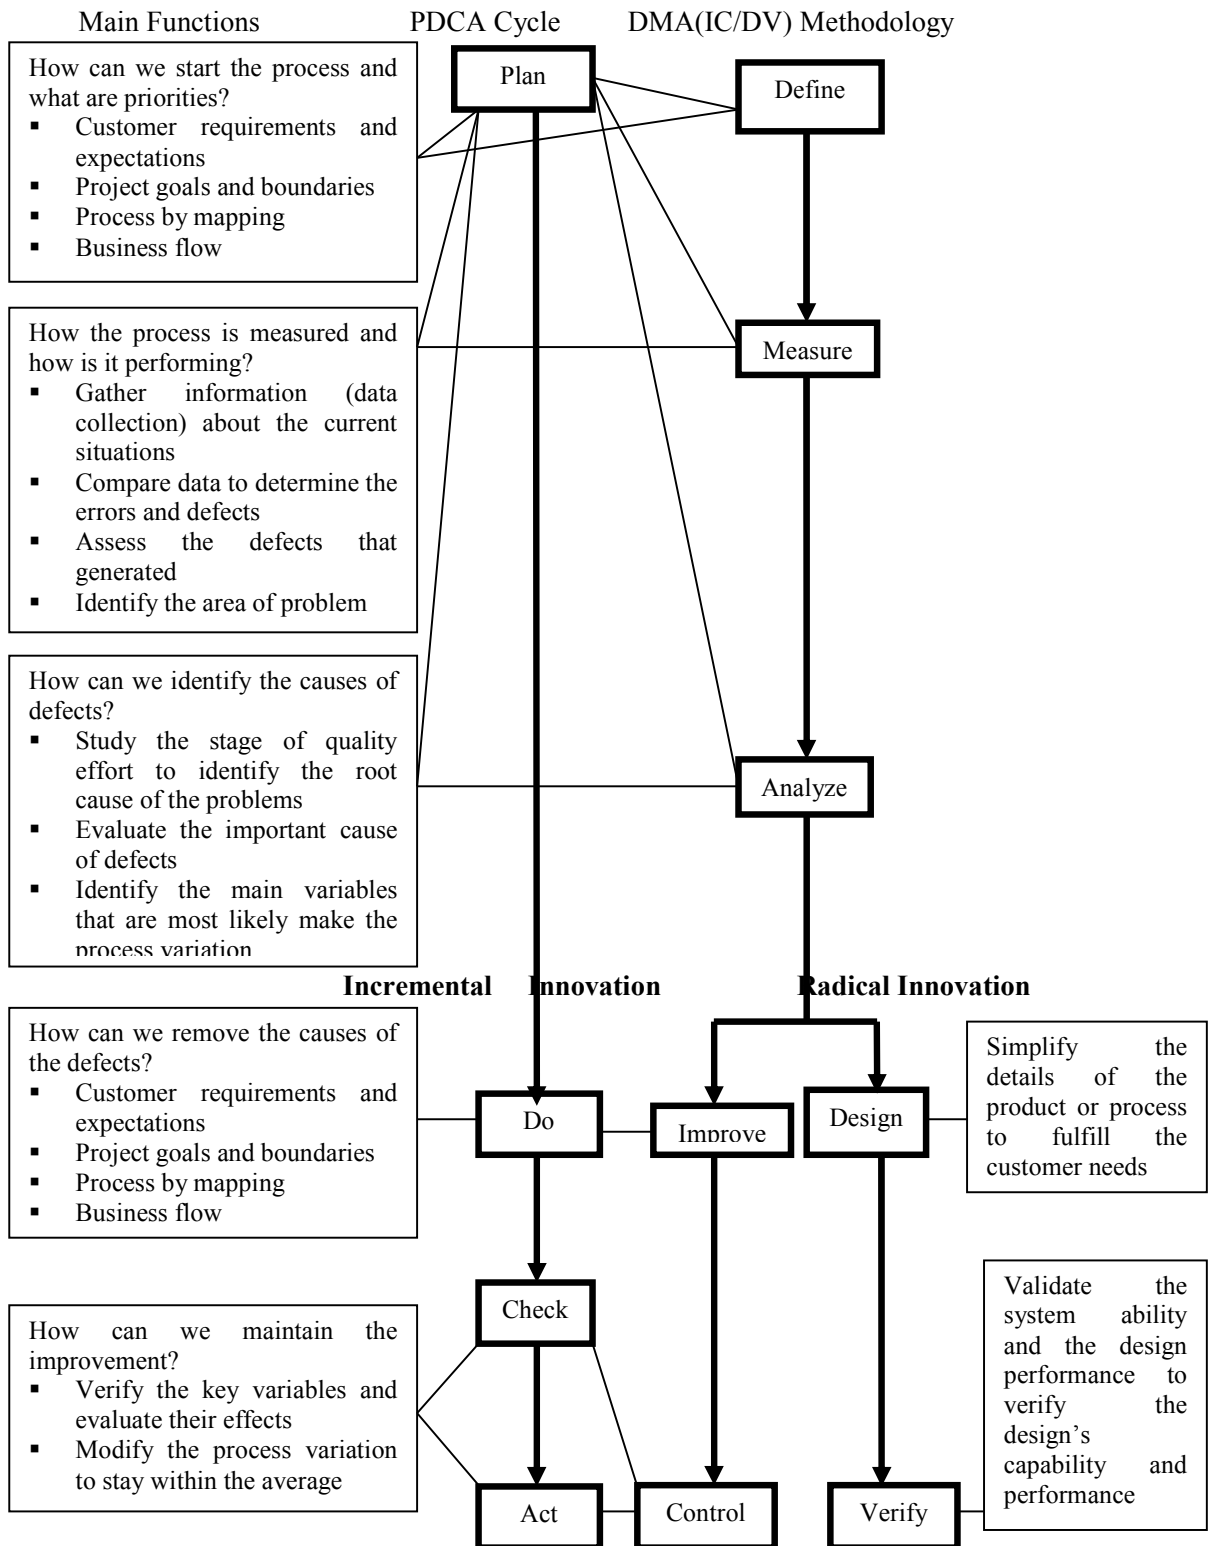 Main Functions PDCA Cycle DMA(IC/DV) Methodology
How can we start the process and
what are priorities?
▪ Customer requirements and
expectations
▪ Project goals and boundaries
▪ Process by mapping
▪ Business flow
Plan
Define
How the process is measured and
how is it performing?
▪ Gather information (data
collection) about the current
situations
▪ Compare data to determine the
errors and defects
▪ Assess the defects that
generated
▪ Identify the area of problem
Measure
How can we identify the causes of
defects?
▪ Study the stage of quality
effort to identify the root
cause of the problems
▪ Evaluate the important cause
of defects
▪ Identify the main variables
that are most likely make the
process variation
Analyze
Incremental Innovation Radical Innovation
How can we remove the causes of
the defects?
▪ Customer requirements and
expectations
▪ Project goals and boundaries
▪ Process by mapping
▪ Business flow
Do
Improve
Design
Simplify the
details of the
product or process
to fulfill the
customer needs
Check
How can we maintain the
improvement?
▪ Verify the key variables and
evaluate their effects
▪ Modify the process variation
to stay within the average
Act
Control
Verify
Validate the
system ability
and the design
performance to
verify the
design’s
capability and
performance